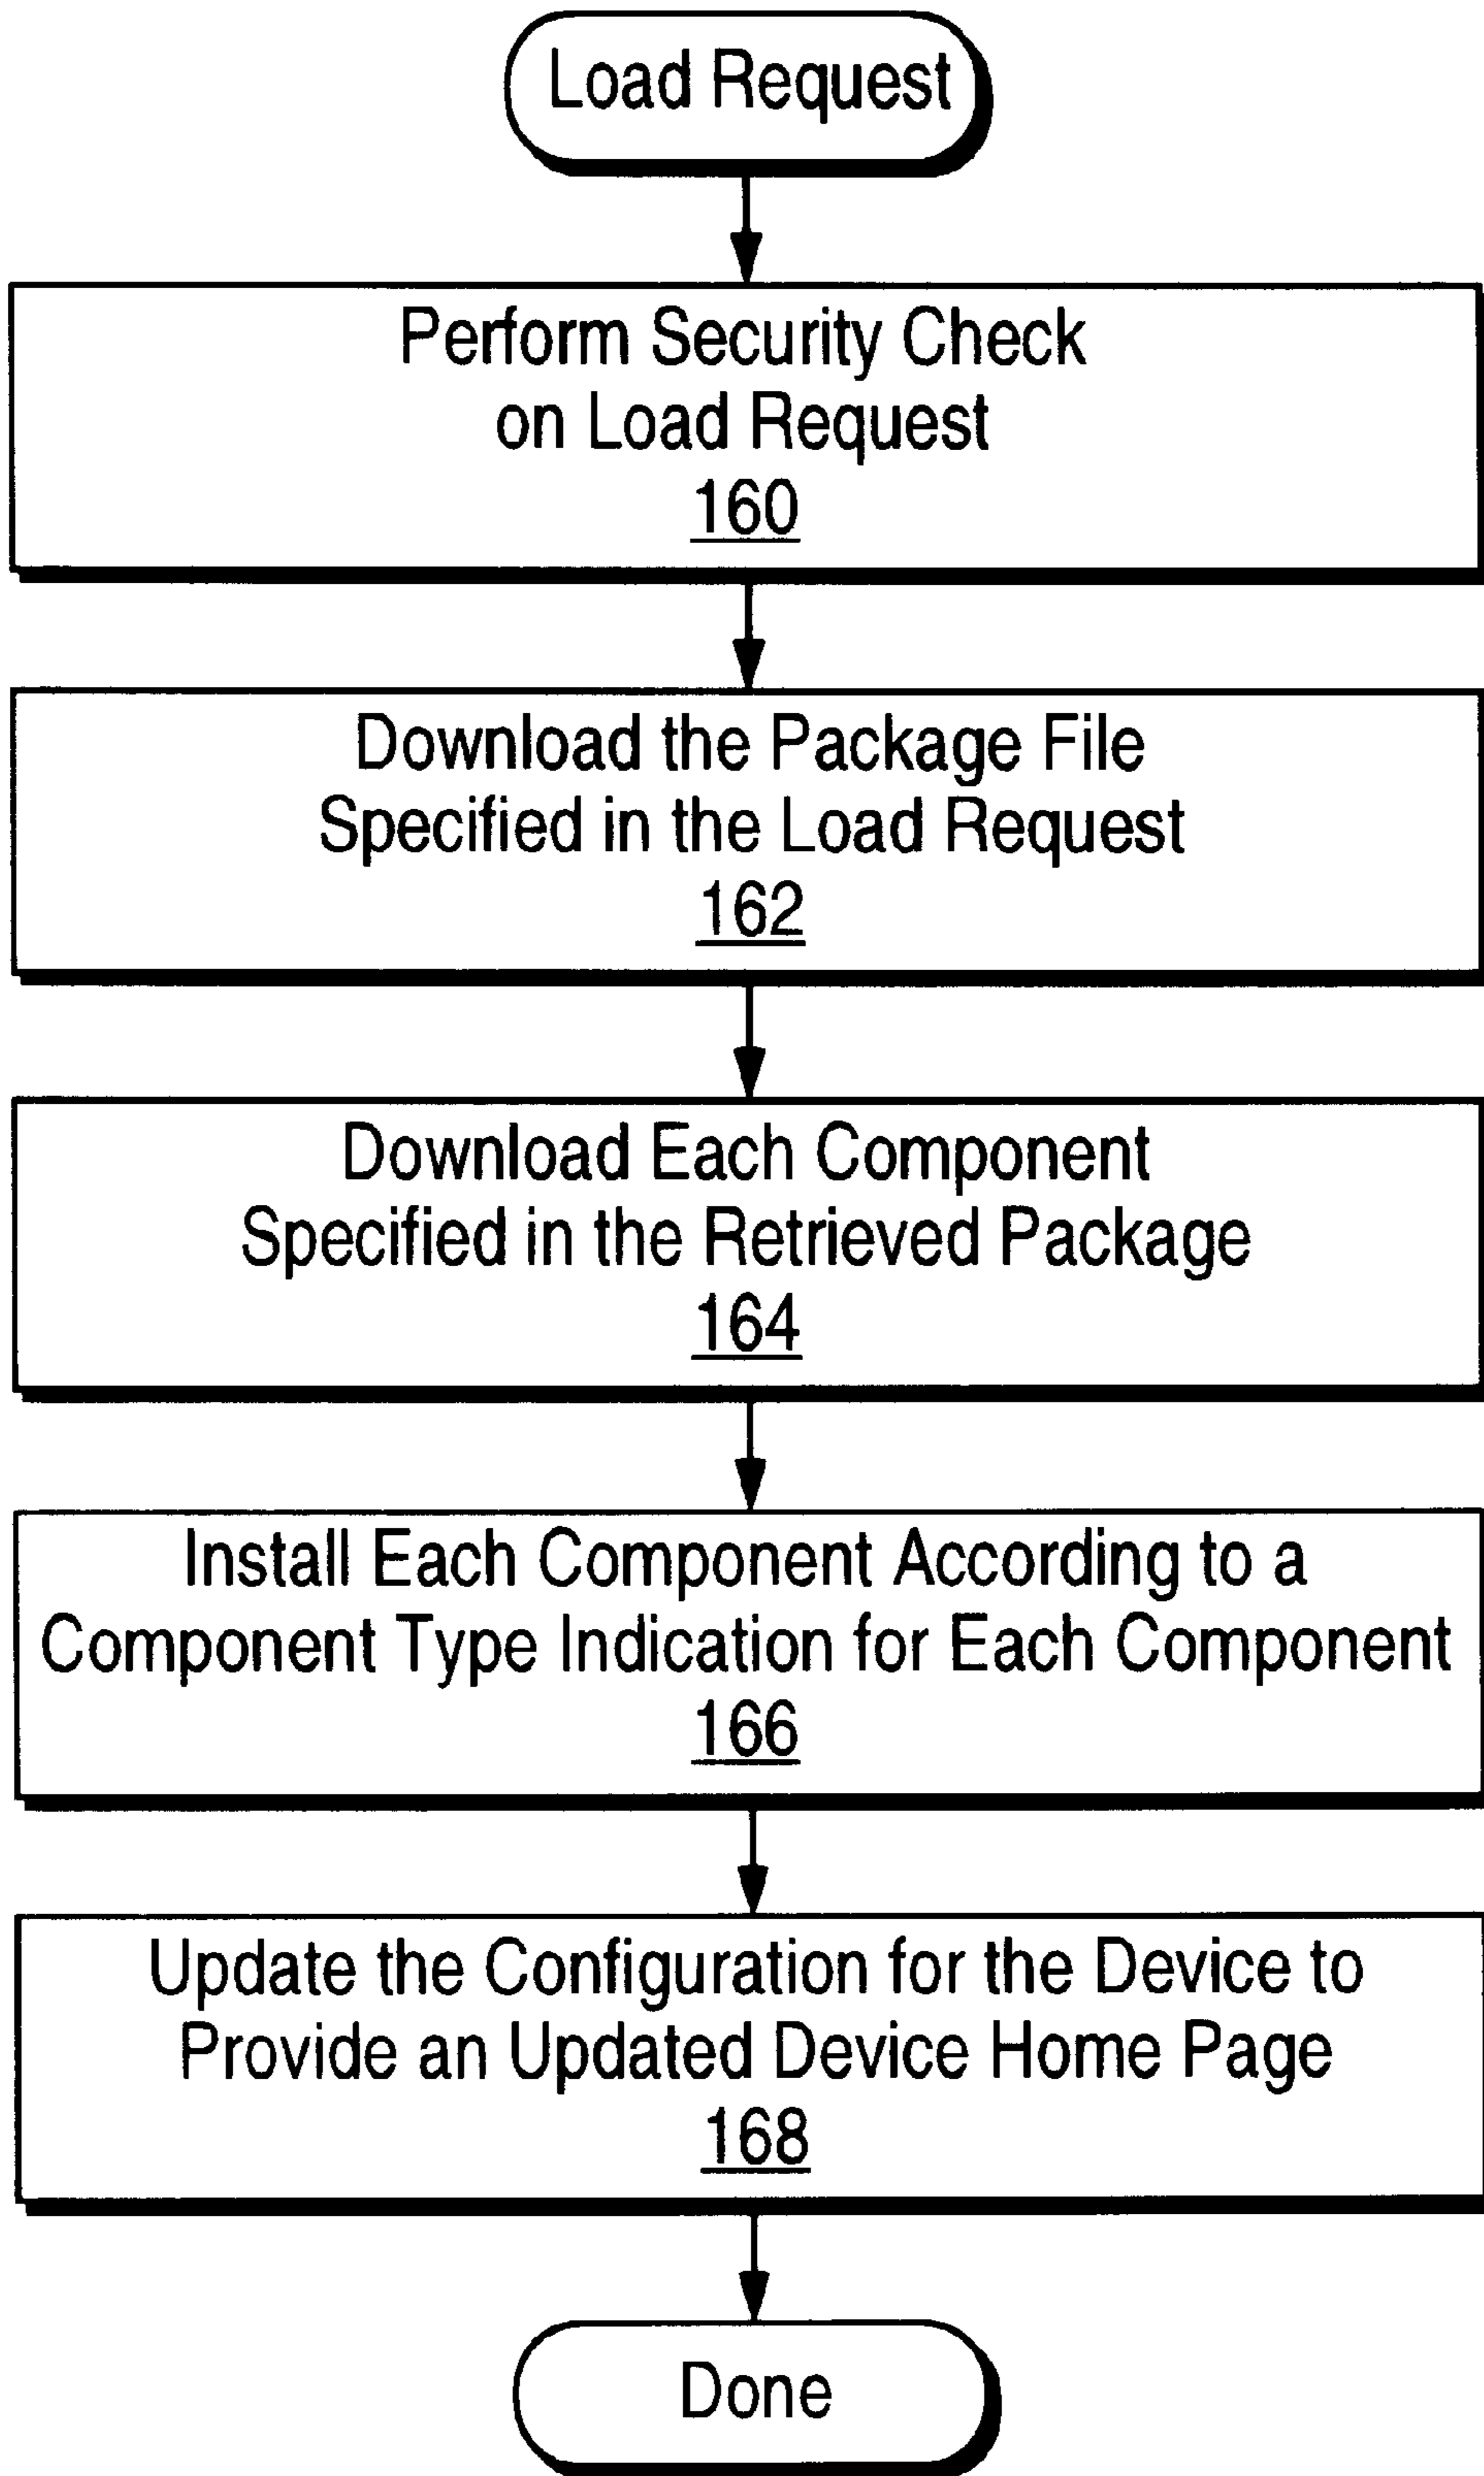 Load Request
Perform Security Check
on Load Request
160
Download the Package File
Specified in the Load Request
162
Download Each Component
Specified in the Retrieved Package
164
Install Each Component According to a
Component Type Indication for Each Component
166
Update the Configuration for the Device to
Provide an Updated Device Home Page
168
Done